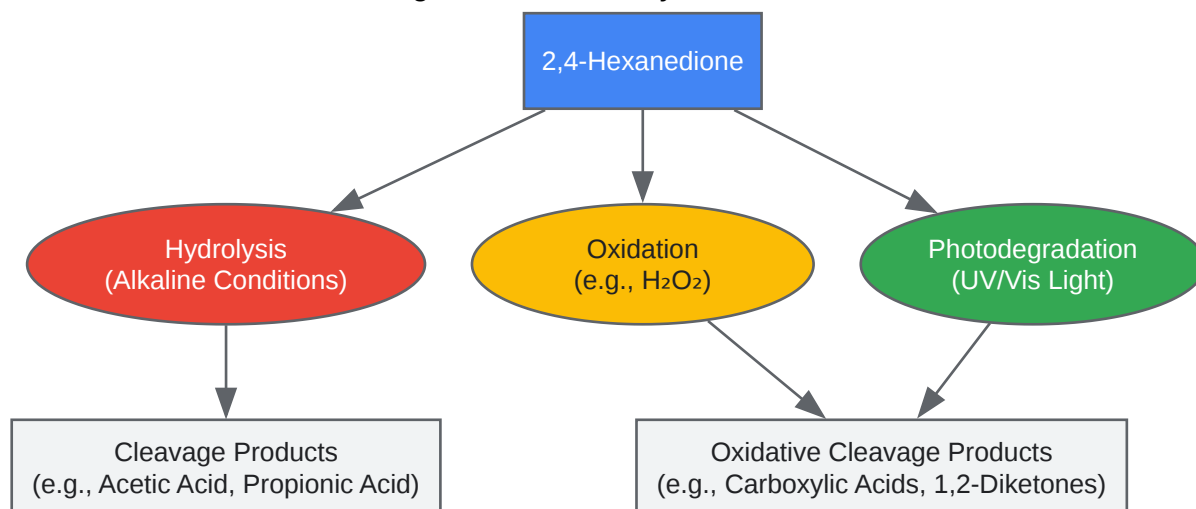 2,4-Hexanedione
Hydrolysis
(Alkaline Conditions)
Oxidation
(e.g., H₂O₂)
Photodegradation
(UV/Vis Light)
Cleavage Products
(e.g., Acetic Acid, Propionic Acid)
Oxidative Cleavage Products
(e.g., Carboxylic Acids, 1,2-Diketones)